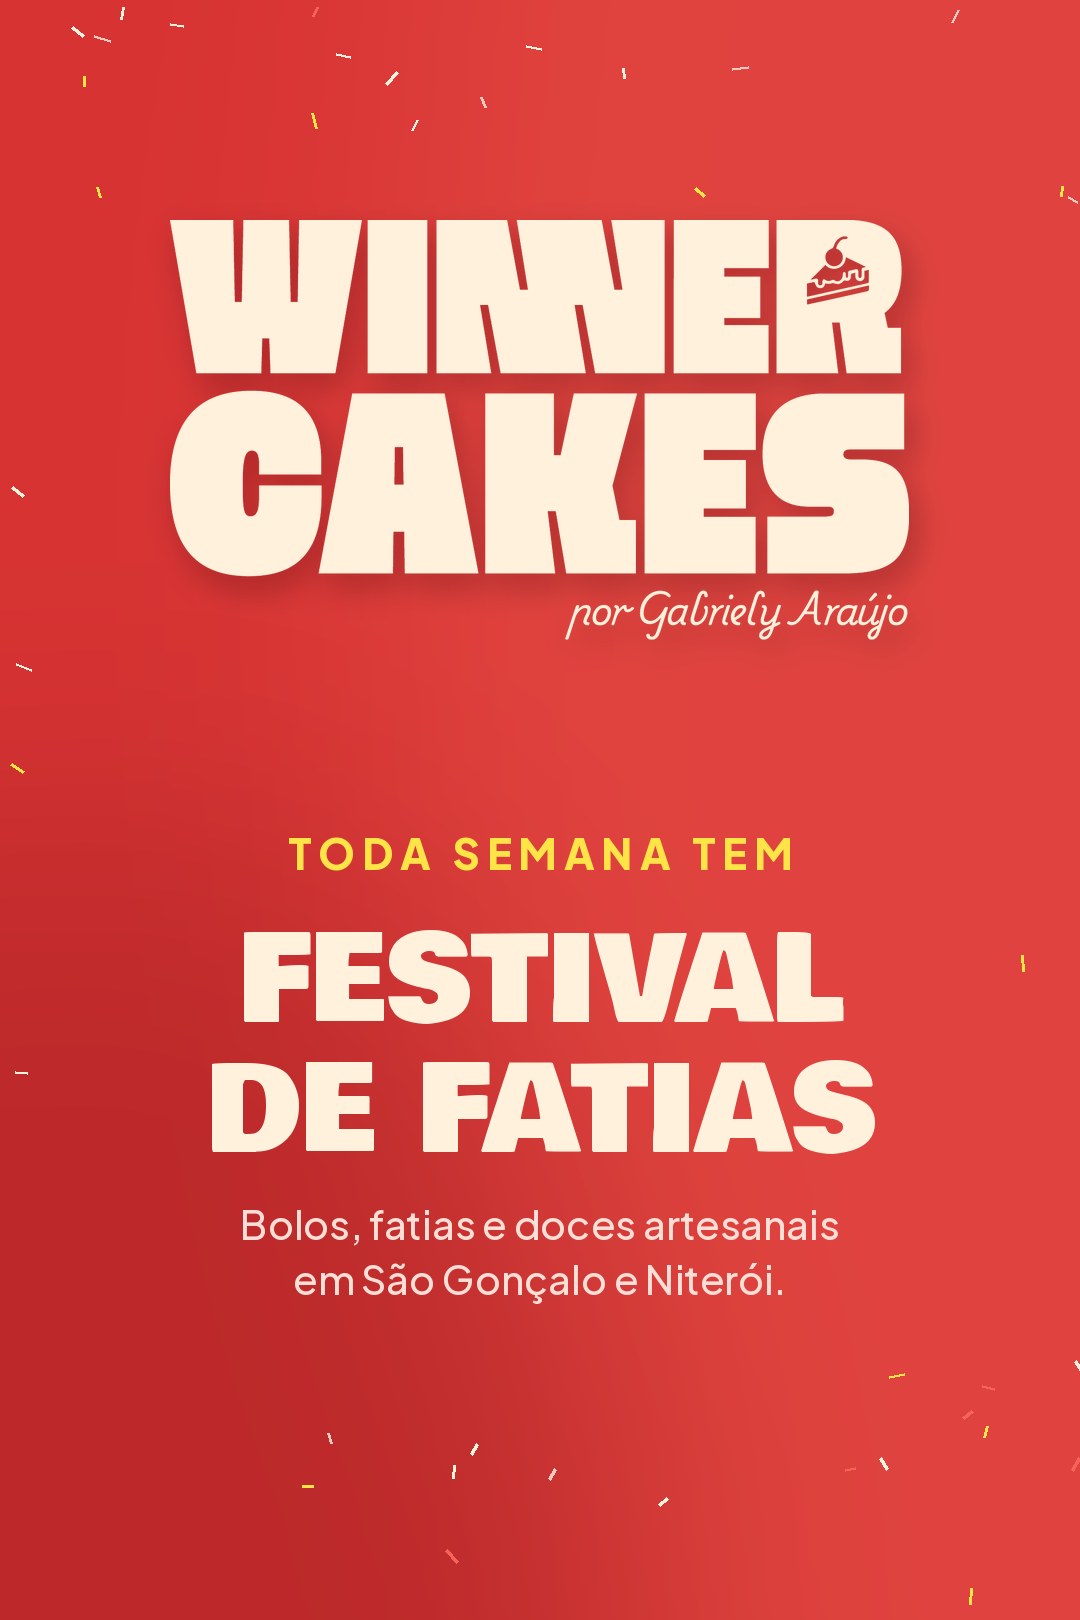 WINNER
CAKES
por Gabriely Araújo
TODA SEMANA TEM
FESTIVAL
DE FATIAS
Bolos, fatias e doces artesanais
em São Gonçalo e Niterói.